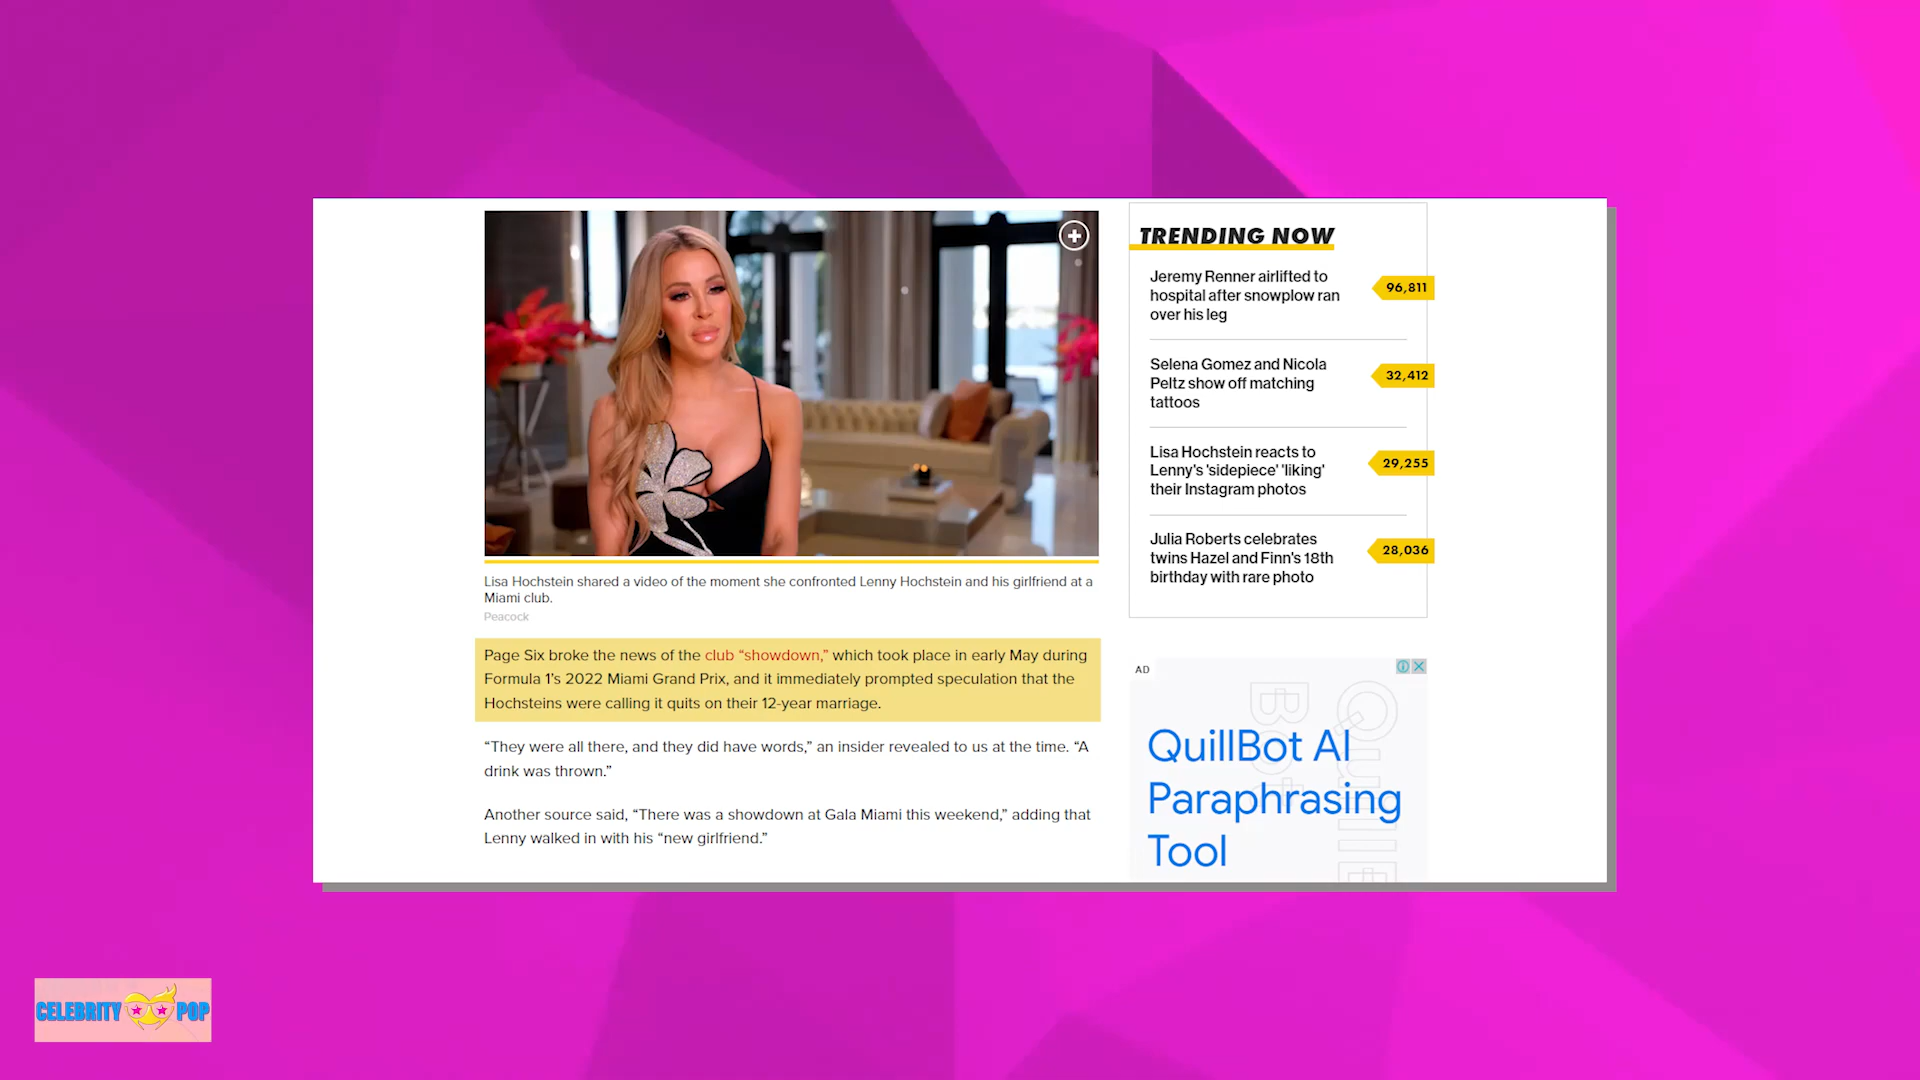 Lisa Hochstein shared a video of the moment she confronted Lenny Hochstein and his girlfriend at a
Miami club.
Peacock
Page Six broke the news of the club “showdown,” which took place in early May during
Formula 1’s 2022 Miami Grand Prix, and it immediately prompted speculation that the
Hochsteins were calling it quits on their 12-year marriage.
“They were all there, and they did have words,” an insider revealed to us at the time. “A
drink was thrown.”
Another source said, “There was a showdown at Gala Miami this weekend,” adding that
Lenny walked in with his “new girlfriend.”
TRENDING NOW
Jeremy Renner airlifted to
hospital after snowplow ran
over his leg
96,811
Selena Gomez and Nicola
Peltz show off matching
tattoos
32,412
Lisa Hochstein reacts to
Lenny's 'sidepiece' 'liking'
their Instagram photos
29,255
Julia Roberts celebrates
twins Hazel and Finn's 18th
birthday with rare photo
28,036
AD
QuillBot AI
Paraphrasing
Tool
CELEBRITY POP